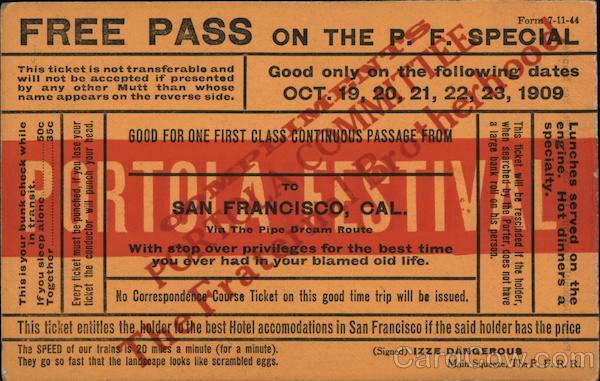 FREE PASS ON THE P. F. SPECIAL
Form 7-11-44
This ticket is not transferable and
will not be accepted if presented
by any other Mutt than whose
name appears on the reverse side.
Good only on the following dates
OCT. 19, 20, 21, 22, 23, 1909
This is your bunk check while
in transit.
If you sleep alone 50c
Together 35c
Every ticket must be punched, if you lose your
ticket the conductor will punch your head.
GOOD FOR ONE FIRST CLASS CONTINUOUS PASSAGE FROM
TO
SAN FRANCISCO, CAL.
Via The Pipe Dream Route
With stop over privileges for the best time
you ever had in your blamed old life.
No Correspondence Course Ticket on this good time trip will be issued.
This ticket will be rescinded if the holder,
when searched by the Porter, does not have
a large bank roll on his person.
Lunches served on the
engine. Hot dinners a
specialty.
PORTOLA FESTIVAL
COMPLIMENTS
PORTOLA COMMITTEE
The Fraternal Brotherhood
This ticket entitles the holder to the best Hotel accomodations in San Francisco if the said holder has the price
The SPEED of our trains is 20 miles a minute (for a minute).
They go so fast that the landscape looks like scrambled eggs.
(Signed) IZZE DANGEROUS
Main Squeeze, The P. F. R. R.
CardCow.com